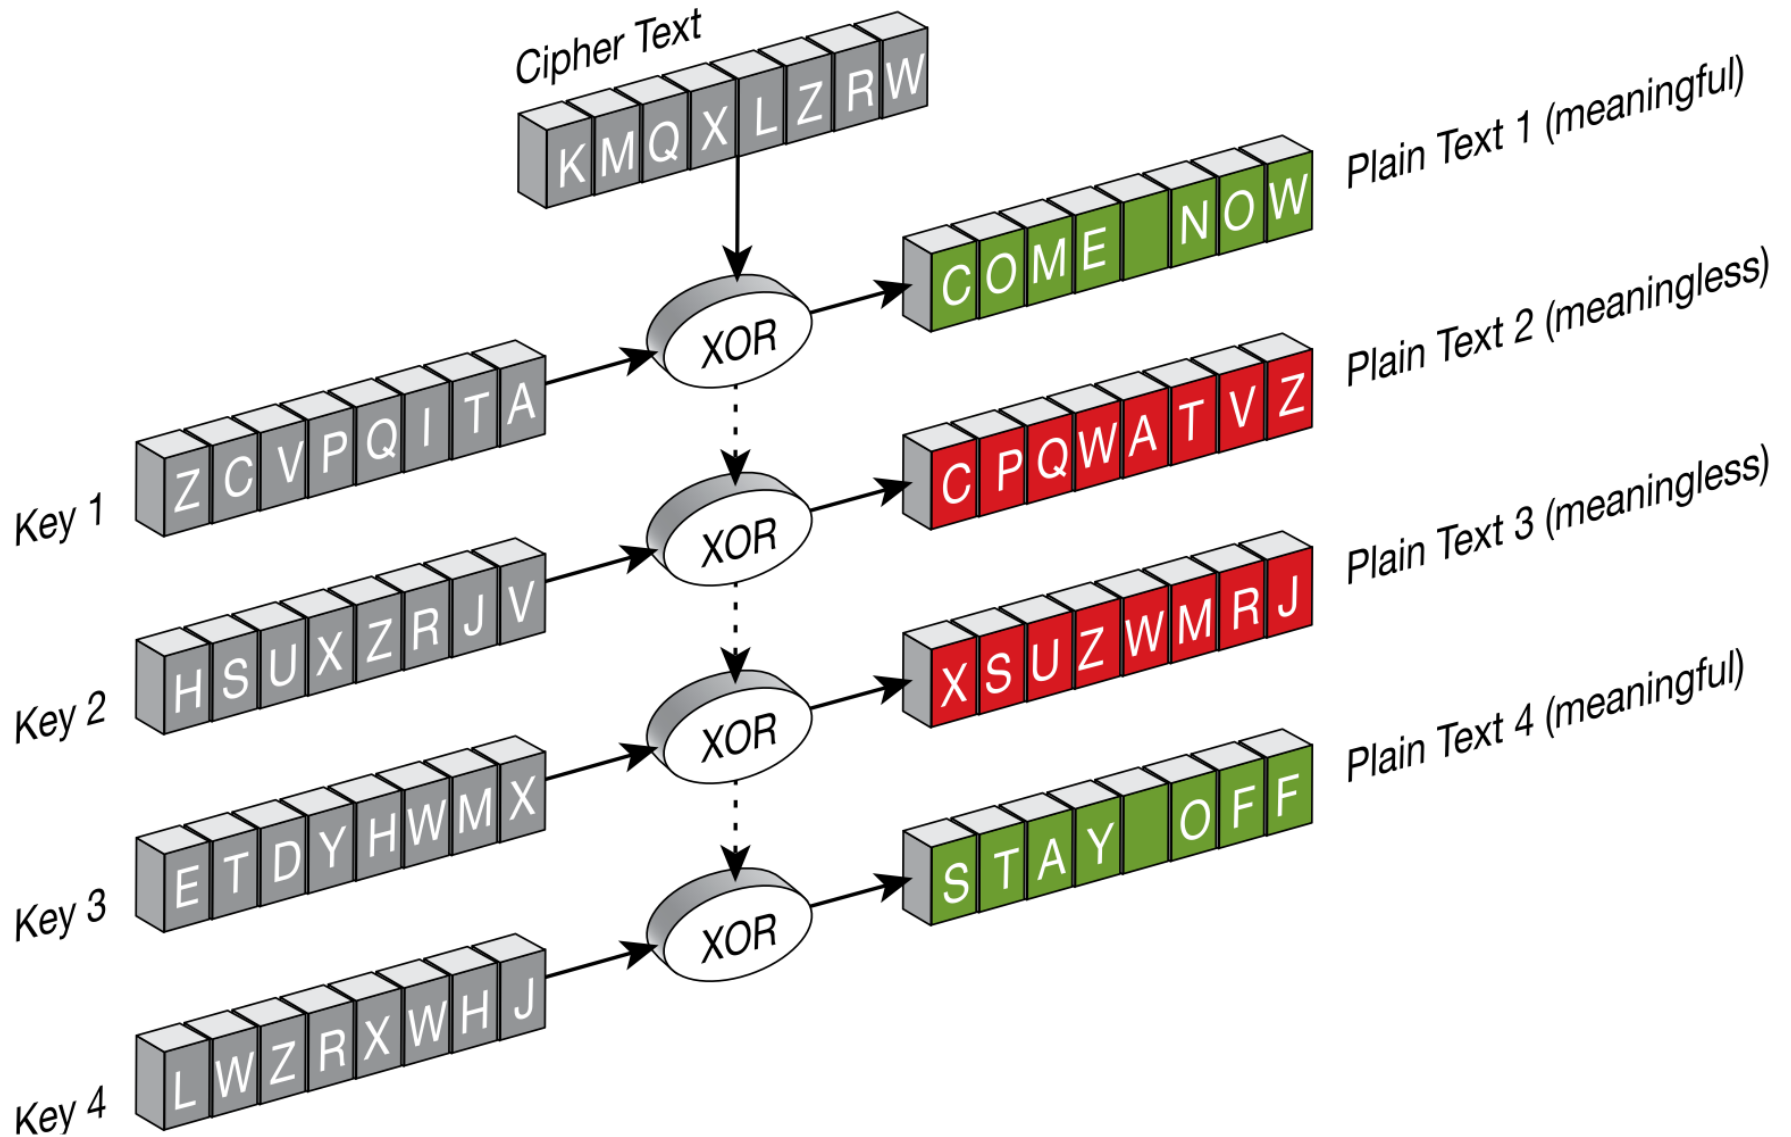 Cipher Text
KMQXLZRW
Plain Text 1 (meaningful)
COME NOW
XOR
Key 1
ZCVPQITA
Plain Text 2 (meaningless)
CPQWATVZ
XOR
Key 2
HSUXZRJV
Plain Text 3 (meaningless)
XSUZWMRJ
XOR
Key 3
ETDYHWMX
Plain Text 4 (meaningful)
STAY OFF
XOR
Key 4
LWZRXWHJ